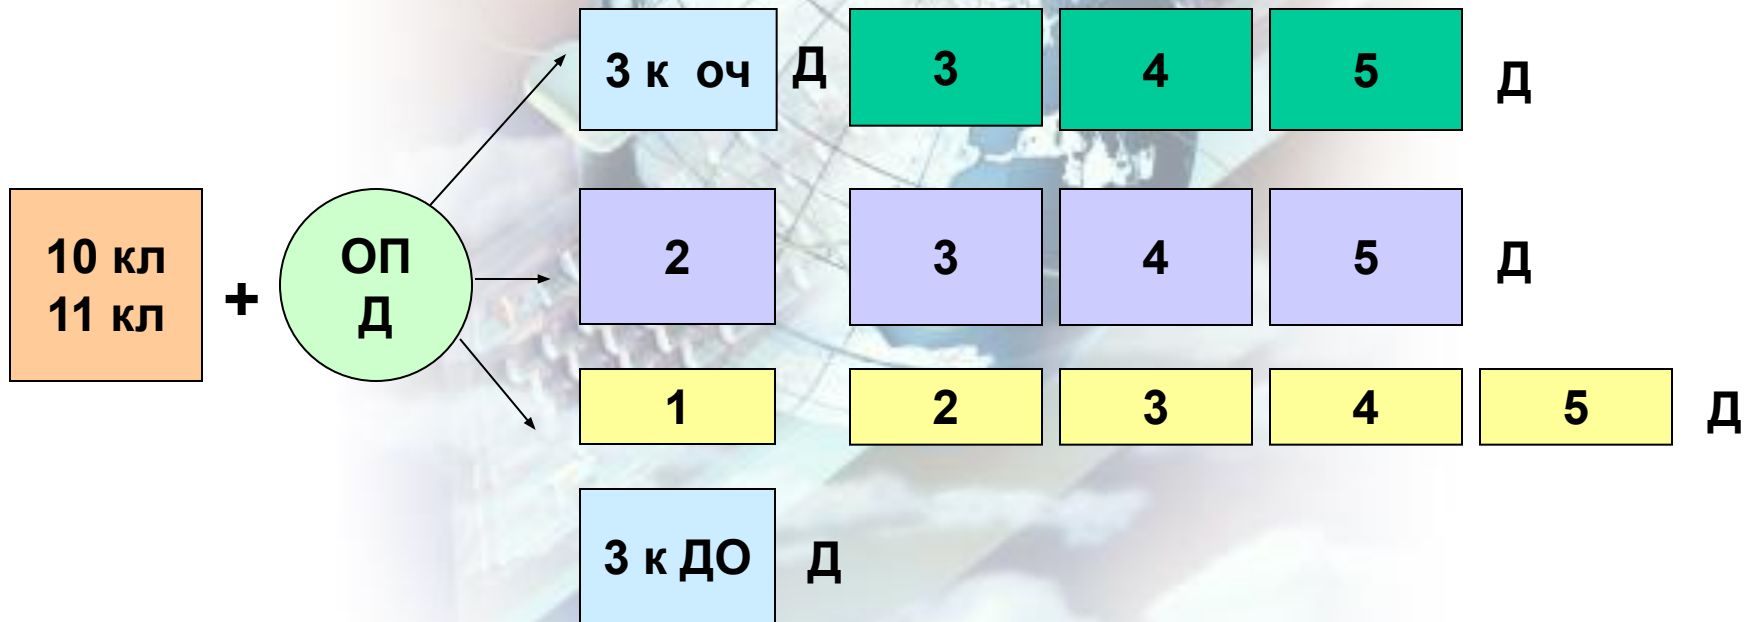 3 к оч Д 3 4 5 Д
10 кл
11 кл
+
ОП
Д
2 3 4 5 Д
1 2 3 4 5 Д
3 к ДО Д